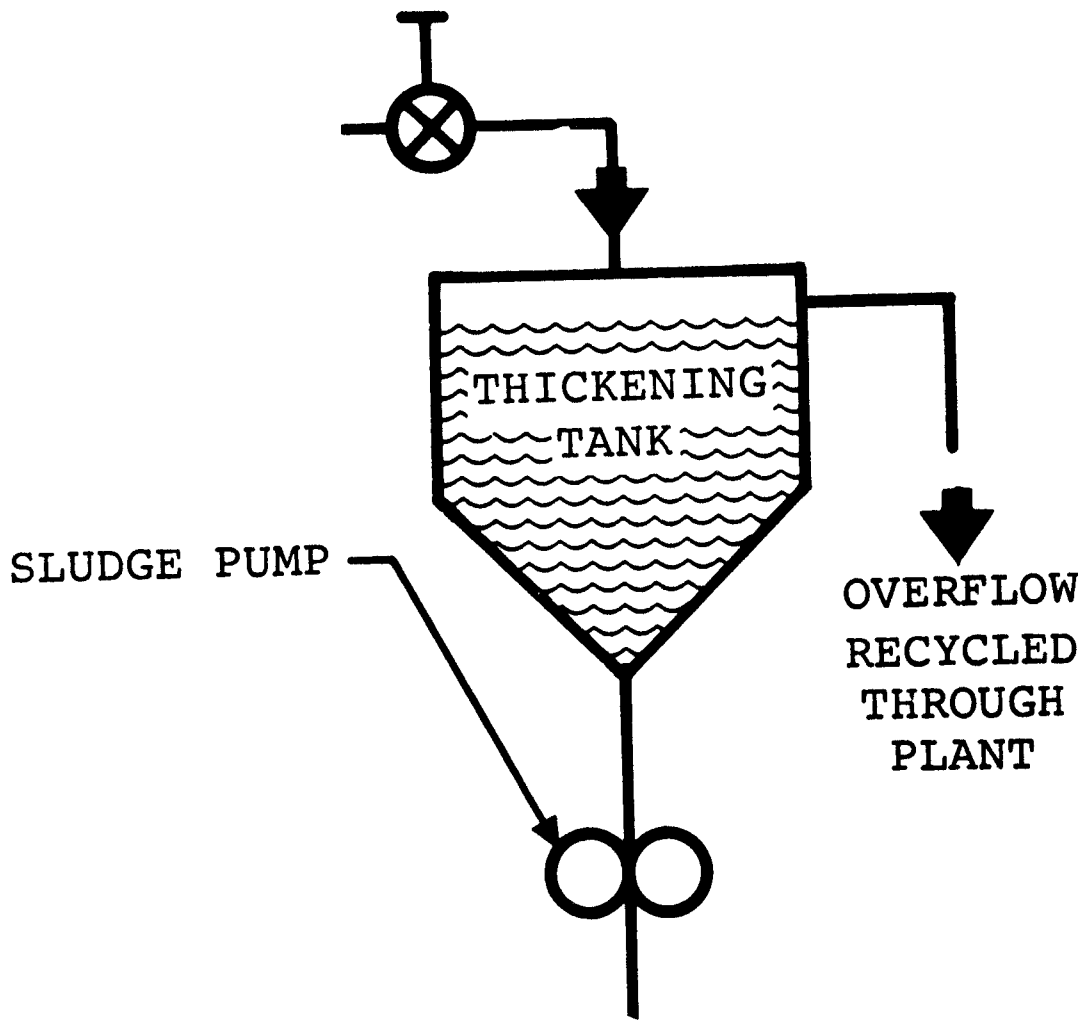 THICKENING
TANK
SLUDGE PUMP
OVERFLOW
RECYCLED
THROUGH
PLANT